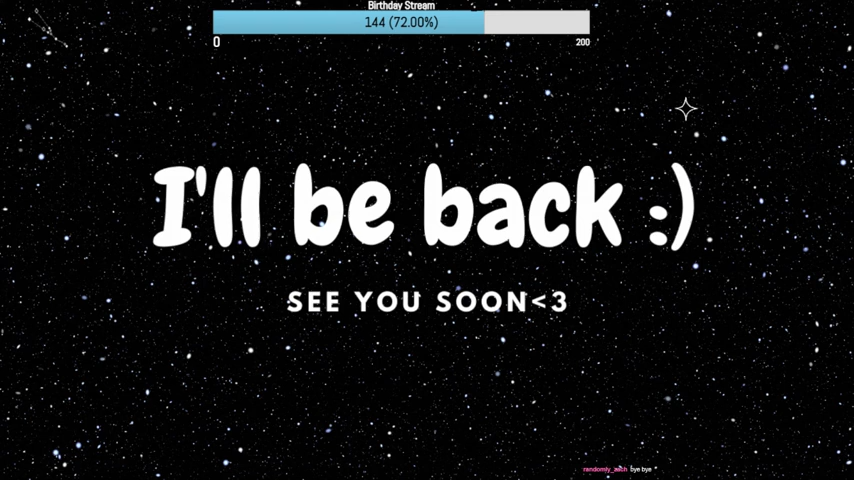 Birthday Stream
144 (72.00%)
0
200
I'll be back :)
SEE YOU SOON<3
bye bye